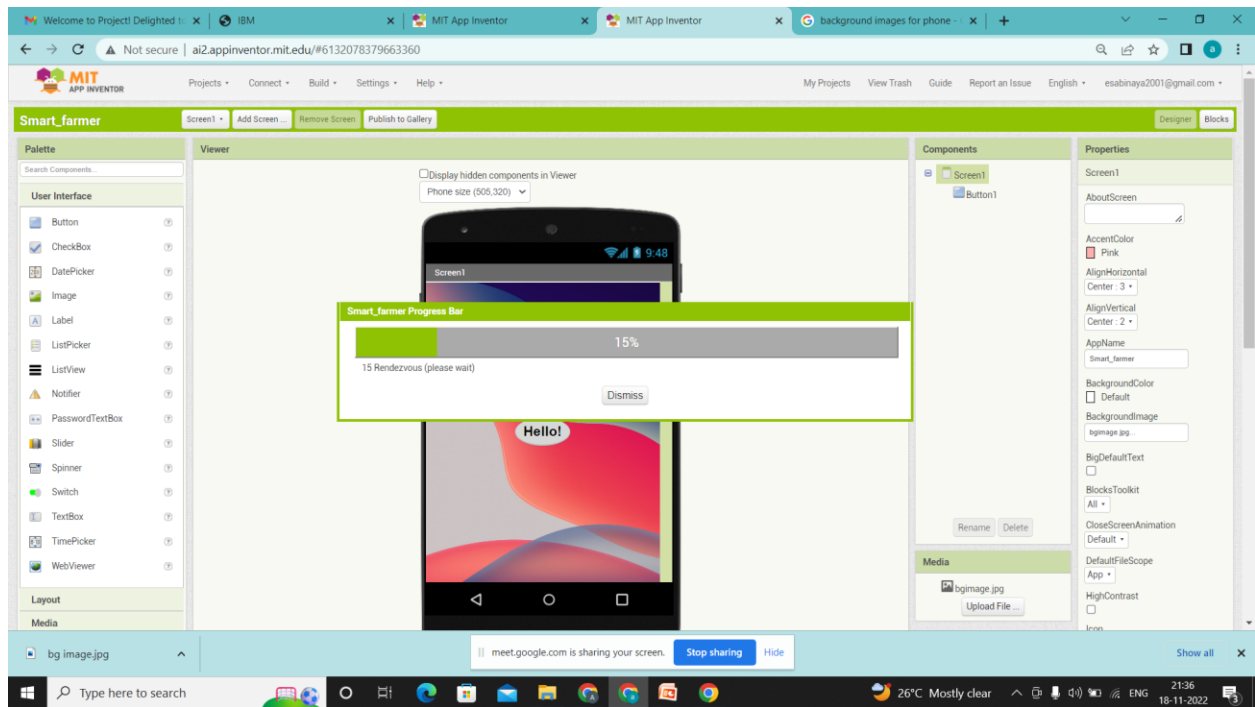 Welcome to Project! Delighted to
IBM
MIT App Inventor
MIT App Inventor
background images for phone -
Not secure
ai2.appinventor.mit.edu/#6132078379663360
a
MIT
APP INVENTOR
Projects
Connect
Build
Settings
Help
My Projects
View Trash
Guide
Report an Issue
English
esabinaya2001@gmail.com
Smart_farmer
Screen1
Add Screen ...
Remove Screen
Publish to Gallery
Designer
Blocks
Palette
Search Components...
User Interface
Button
CheckBox
DatePicker
Image
Label
ListPicker
ListView
Notifier
PasswordTextBox
Slider
Spinner
Switch
TextBox
TimePicker
WebViewer
Layout
Media
Viewer
Display hidden components in Viewer
Phone size (505,320)
9:48
Screen1
Smart_farmer Progress Bar
15%
15 Rendezvous (please wait)
Dismiss
Hello!
Components
Screen1
Button1
Rename
Delete
Media
bgimage.jpg
Upload File ...
Properties
Screen1
AboutScreen
AccentColor
Pink
AlignHorizontal
Center : 3
AlignVertical
Center : 2
AppName
Smart_farmer
BackgroundColor
Default
BackgroundImage
bgimage.jpg...
BigDefaultText
BlocksToolkit
All
CloseScreenAnimation
Default
DefaultFileScope
App
HighContrast
Icon
bg image.jpg
meet.google.com is sharing your screen.
Stop sharing
Hide
Show all
Type here to search
26°C Mostly clear
ENG
21:36
18-11-2022
3